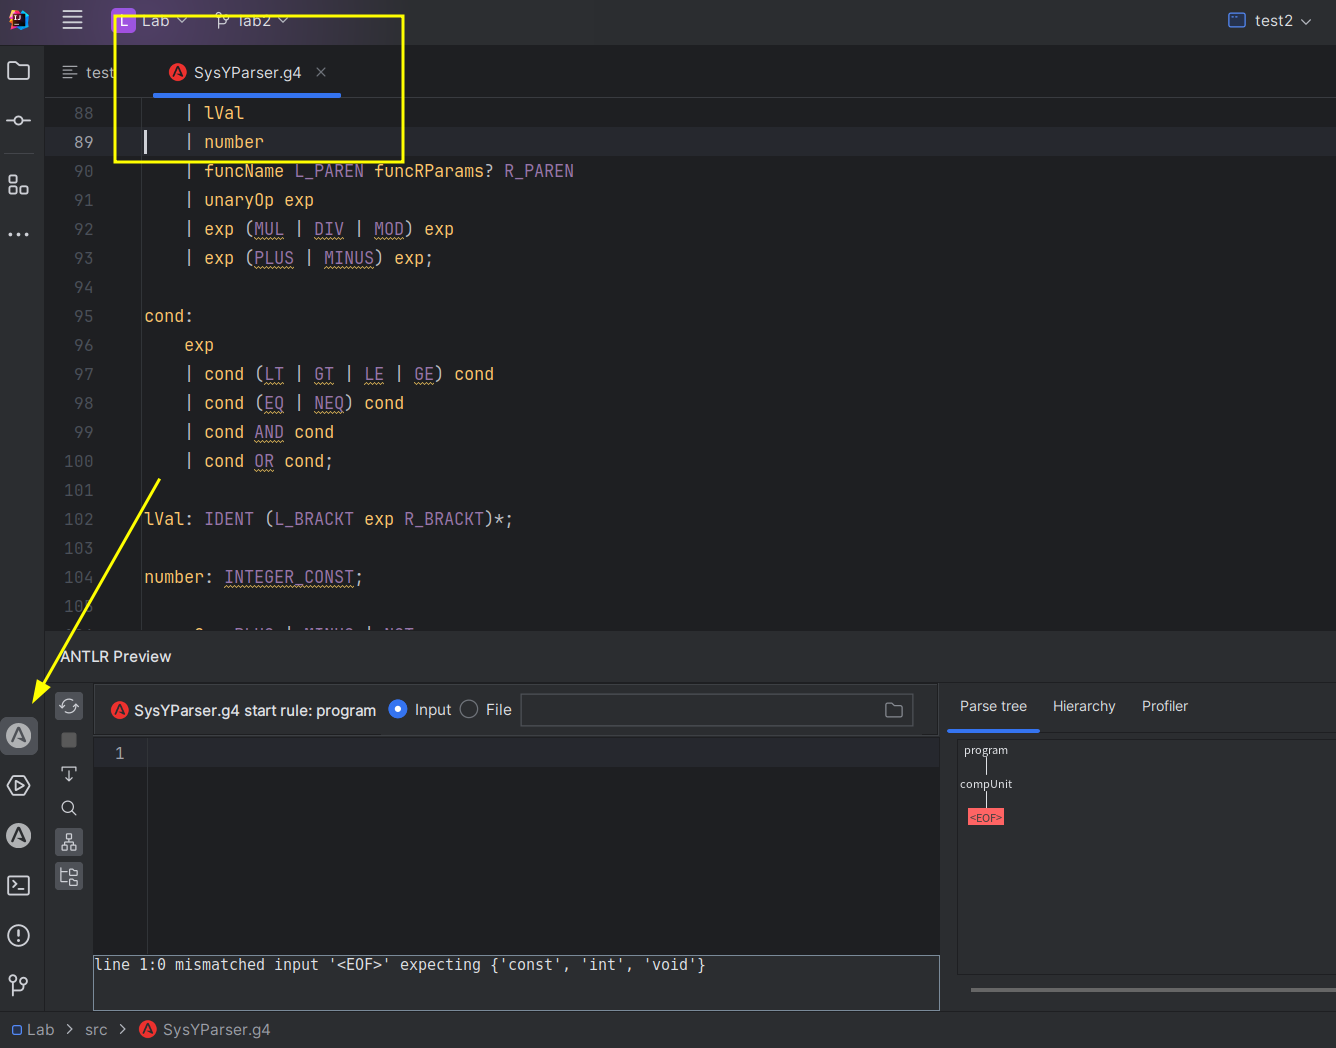 L Lab lab2 test2
test SysYParser.g4
88 | lVal
89 | number
90 | funcName L_PAREN funcRParams? R_PAREN
91 | unaryOp exp
92 | exp (MUL | DIV | MOD) exp
93 | exp (PLUS | MINUS) exp;
94
95 cond:
96 exp
97 | cond (LT | GT | LE | GE) cond
98 | cond (EQ | NEQ) cond
99 | cond AND cond
100 | cond OR cond;
101
102 lVal: IDENT (L_BRACKT exp R_BRACKT)*;
103
104 number: INTEGER_CONST;
105
ANTLR Preview
SysYParser.g4 start rule: program Input File
Parse tree Hierarchy Profiler
1
program
compUnit
<EOF>
line 1:0 mismatched input '<EOF>' expecting {'const', 'int', 'void'}
Lab > src > SysYParser.g4